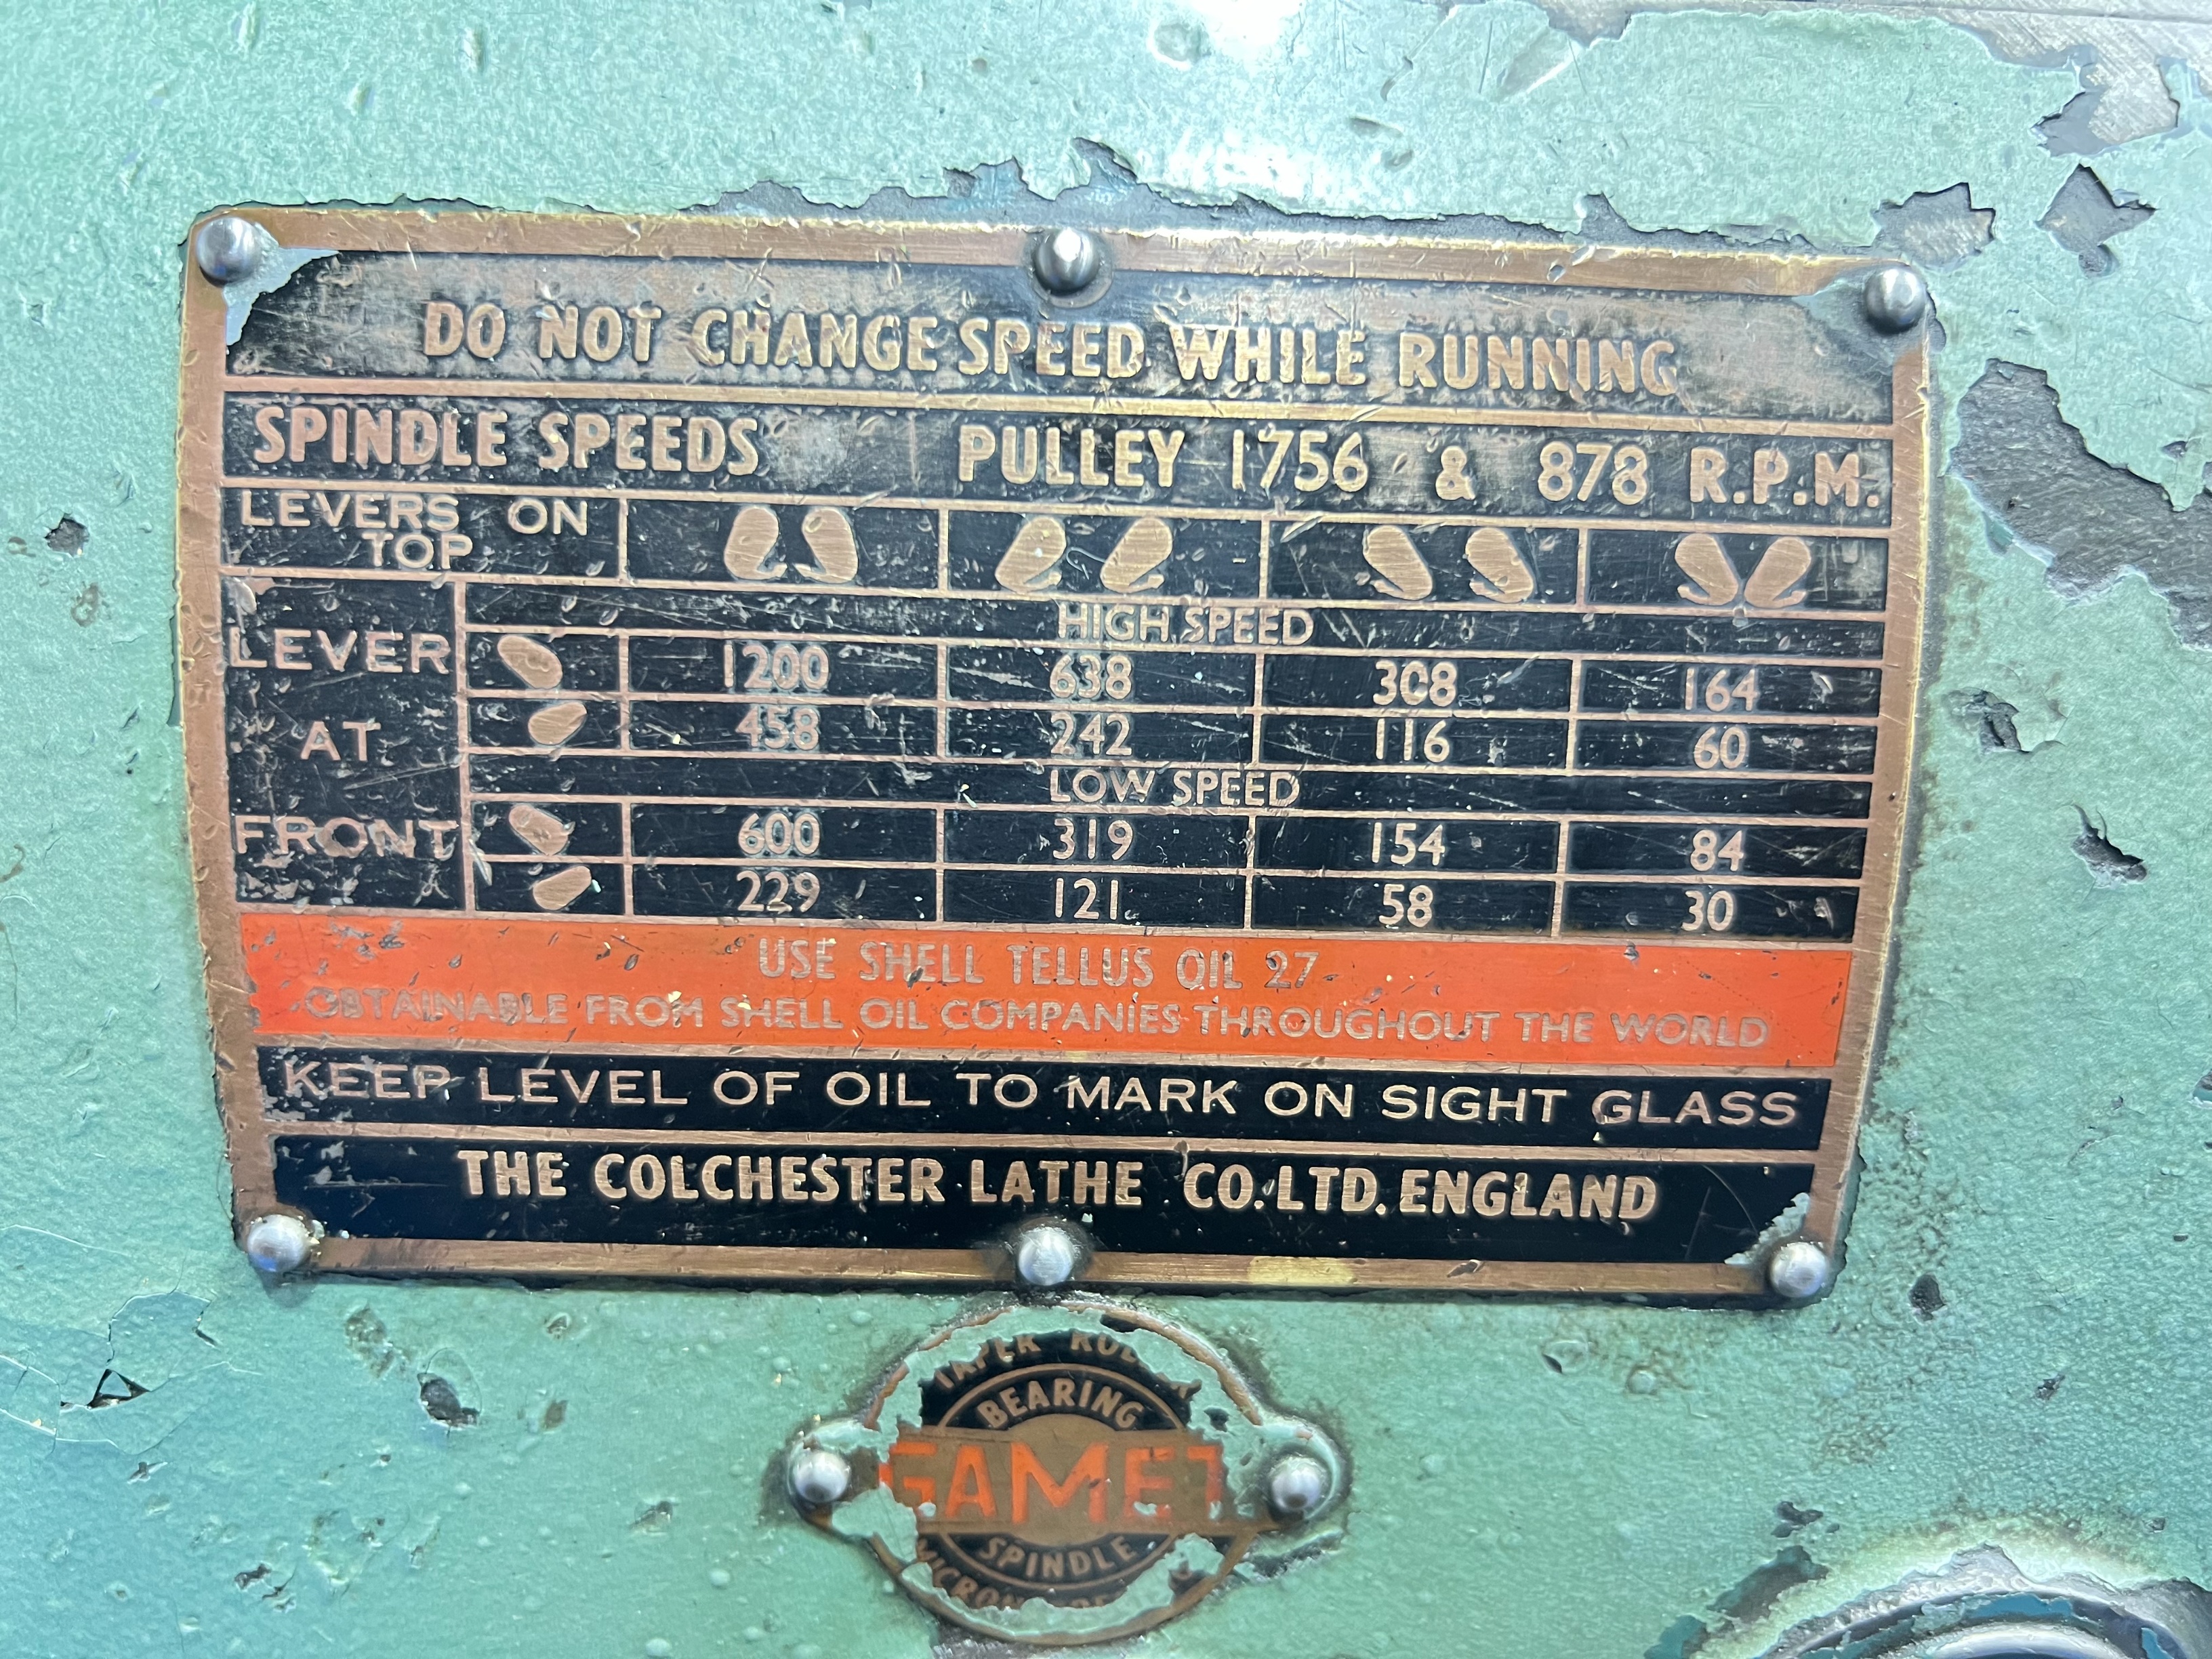 DO NOT CHANGE SPEED WHILE RUNNING
SPINDLE SPEEDS PULLEY 1756 & 878 R.P.M.
LEVERS ON
TOP
HIGH SPEED
LEVER
1200 638 308 164
AT
458 242 116 60
LOW SPEED
FRONT
600 319 154 84
229 121 58 30
USE SHELL TELLUS OIL 27
OBTAINABLE FROM SHELL OIL COMPANIES THROUGHOUT THE WORLD
KEEP LEVEL OF OIL TO MARK ON SIGHT GLASS
THE COLCHESTER LATHE CO. LTD. ENGLAND
TAPER
BEARING
GAMET
SPINDLE